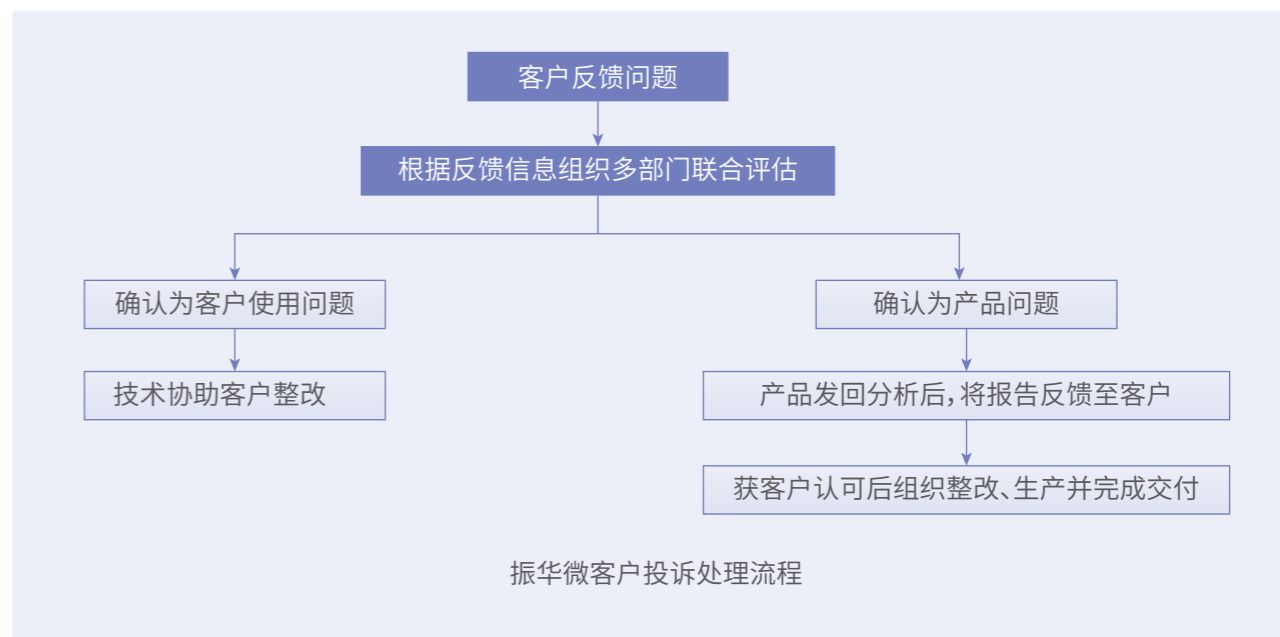 客户反馈问题
根据反馈信息组织多部门联合评估
确认为客户使用问题
确认为产品问题
技术协助客户整改
产品发回分析后,将报告反馈至客户
获客户认可后组织整改、生产并完成交付
振华微客户投诉处理流程